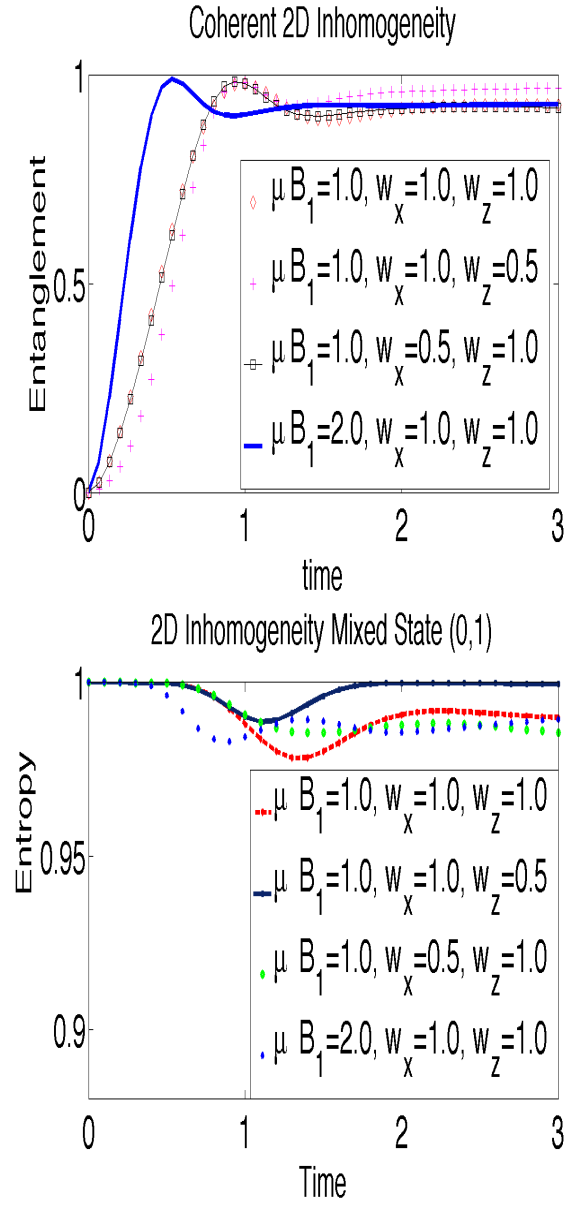 Coherent 2D Inhomogeneity
1
0.5
0
Entanglement
μ B1=1.0, wx=1.0, wz=1.0
μ B1=1.0, wx=1.0, wz=0.5
μ B1=1.0, wx=0.5, wz=1.0
μ B1=2.0, wx=1.0, wz=1.0
0 1 2 3
time
2D Inhomogeneity Mixed State (0,1)
1
0.95
0.9
Entropy
μ B1=1.0, wx=1.0, wz=1.0
μ B1=1.0, wx=1.0, wz=0.5
μ B1=1.0, wx=0.5, wz=1.0
μ B1=2.0, wx=1.0, wz=1.0
0 1 2 3
Time